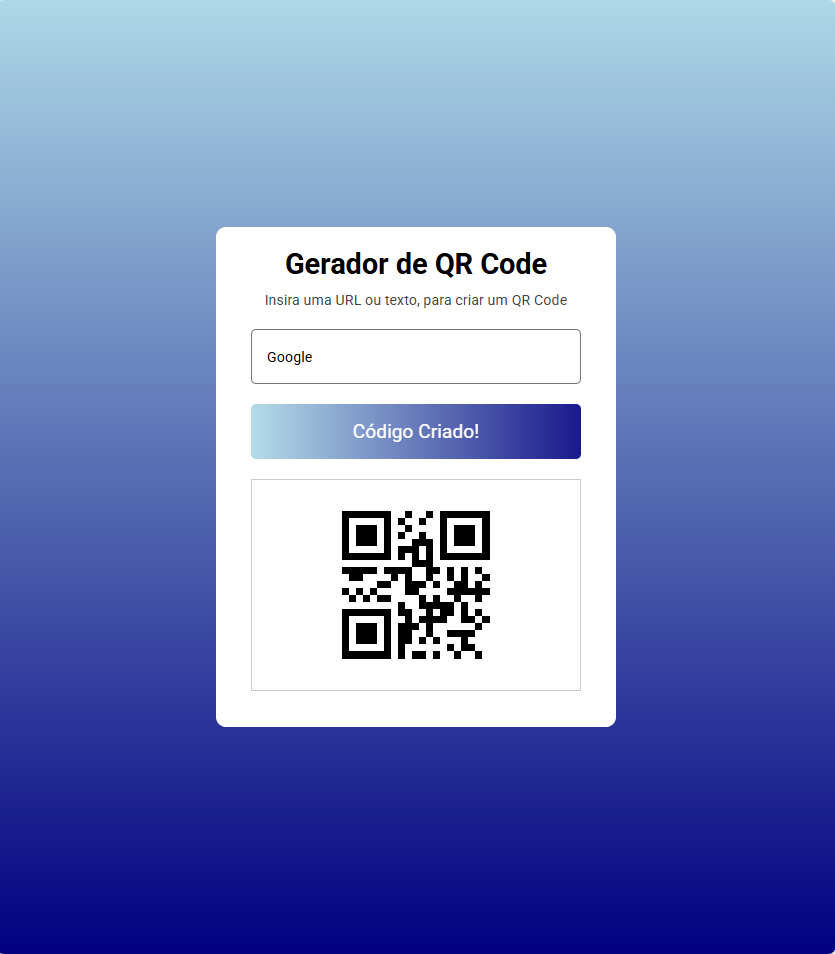 Gerador de QR Code
Insira uma URL ou texto, para criar um QR Code
Google
Código Criado!